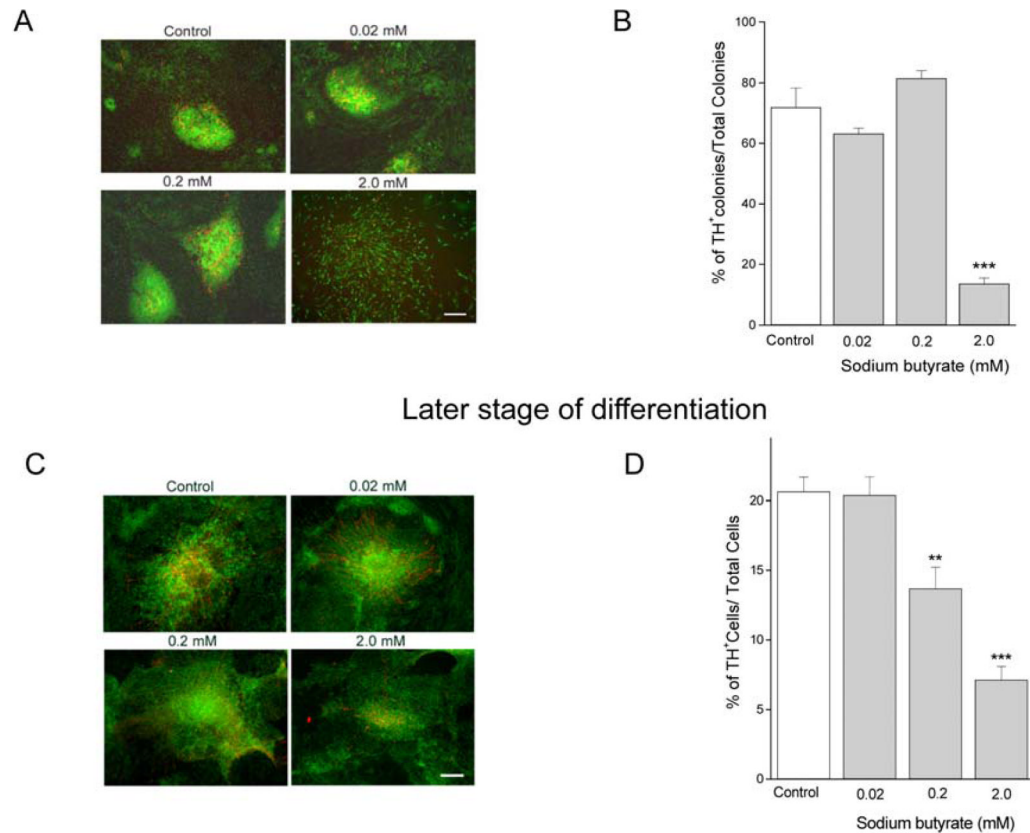 A
Control
0.02 mM
0.2 mM
2.0 mM
B
% of TH+colonies/Total Colonies
100
80
60
40
20
0
***
Control
0.02
0.2
2.0
Sodium butyrate (mM)
Later stage of differentiation
C
Control
0.02 mM
0.2 mM
2.0 mM
D
% of TH+Cells/ Total Cells
20
15
10
5
0
**
***
Control
0.02
0.2
2.0
Sodium butyrate (mM)